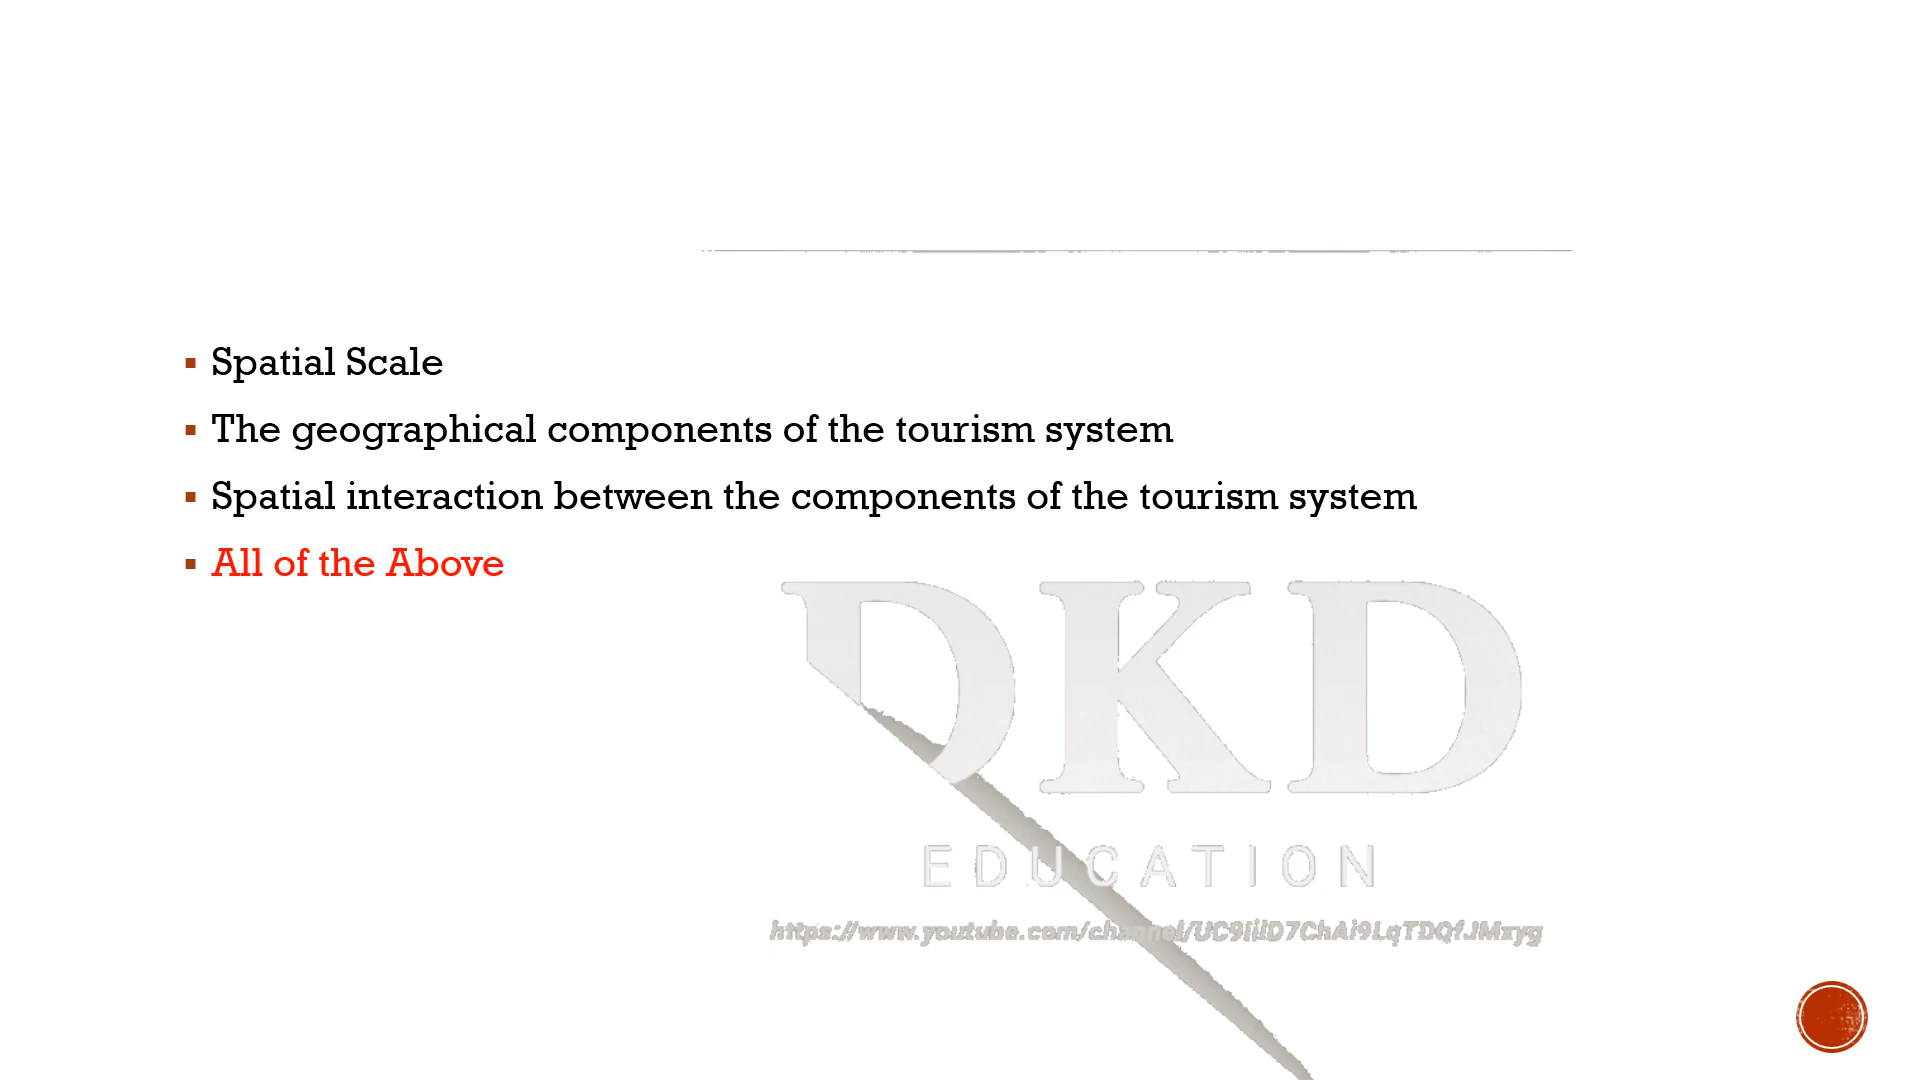 Spatial Scale
The geographical components of the tourism system
Spatial interaction between the components of the tourism system
All of the Above
DKD
EDUCATION